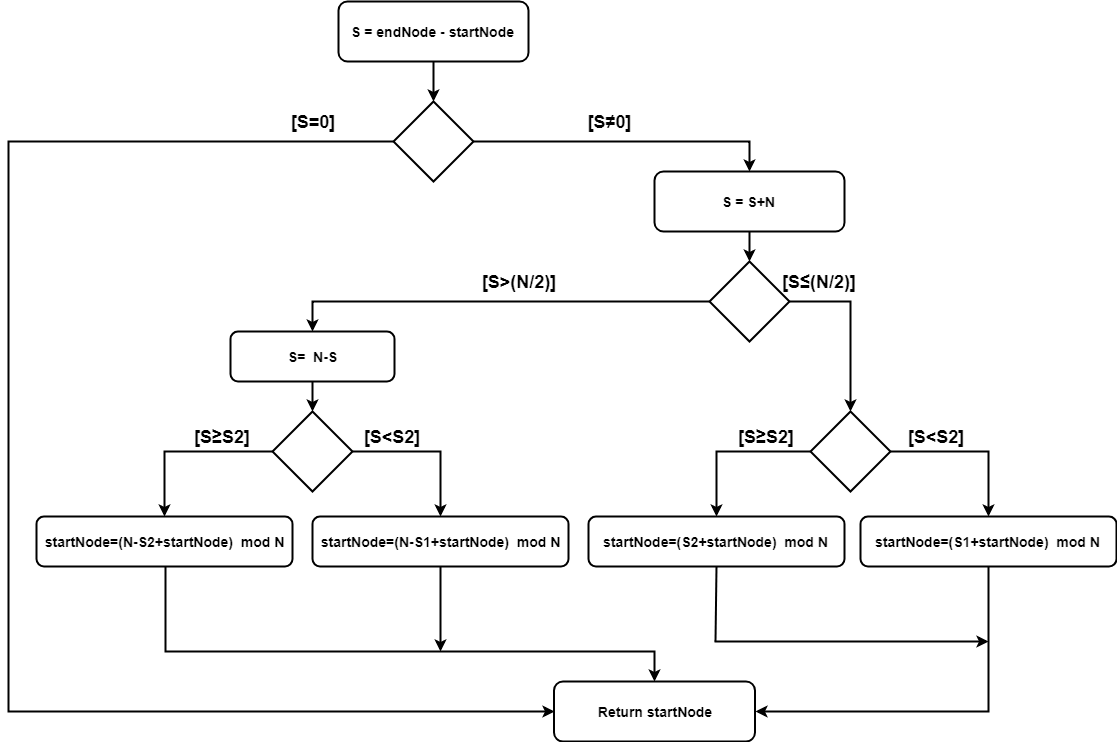 S = endNode - startNode
[S=0]
[S≠0]
S = S+N
[S>(N/2)]
[S≤(N/2)]
S= N-S
[S≥S2]
[S<S2]
[S≥S2]
[S<S2]
startNode=(N-S2+startNode) mod N
startNode=(N-S1+startNode) mod N
startNode=(S2+startNode) mod N
startNode=(S1+startNode) mod N
Return startNode